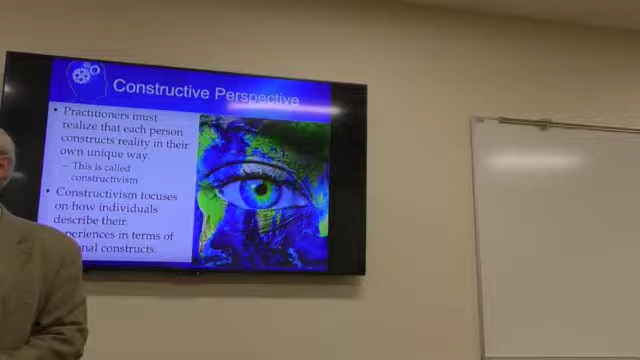 Constructive Perspective
• Practitioners must
realize that each person
constructs reality in their
own unique way.
– This is called
constructivism
• Constructivism focuses
on how individuals
describe their
in terms of
constructs.